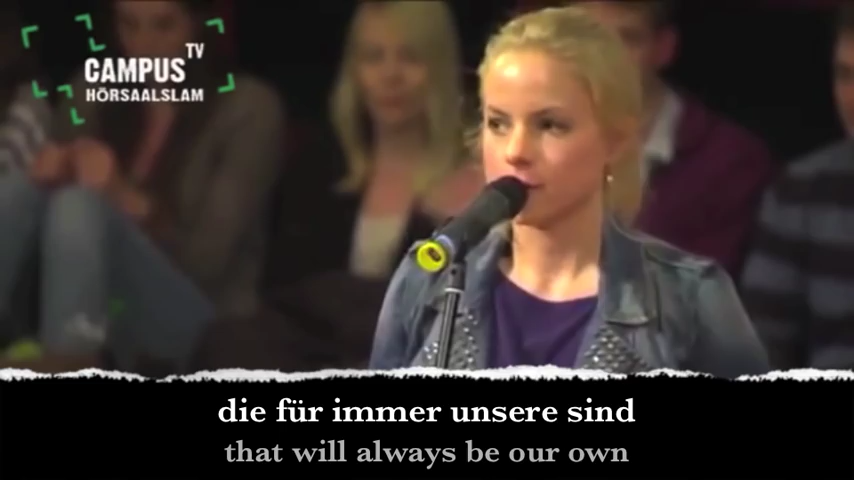 CAMPUS TV
HÖRSAALSLAM
die für immer unsere sind
that will always be our own